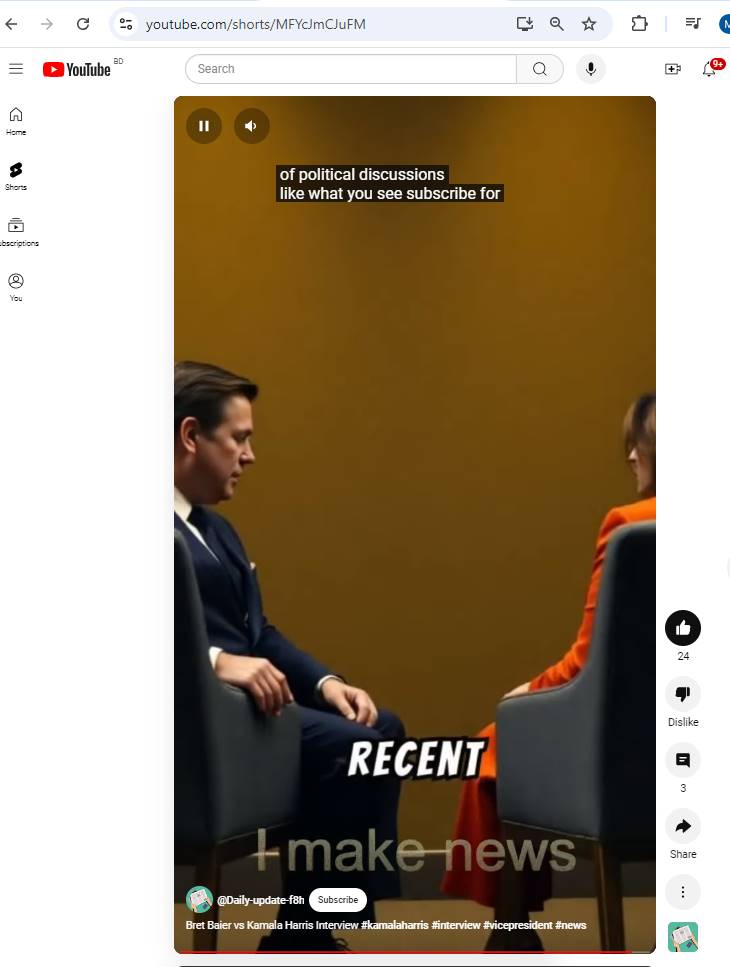 youtube.com/shorts/MFYcJmCJuFM
M
YouTube BD
Search
9+
Home
Shorts
ubscriptions
You
of political discussions
like what you see subscribe for
RECENT
I make news
@Daily-update-f8h Subscribe
Bret Baier vs Kamala Harris Interview #kamalaharris #interview #vicepresident #news
24
Dislike
3
Share